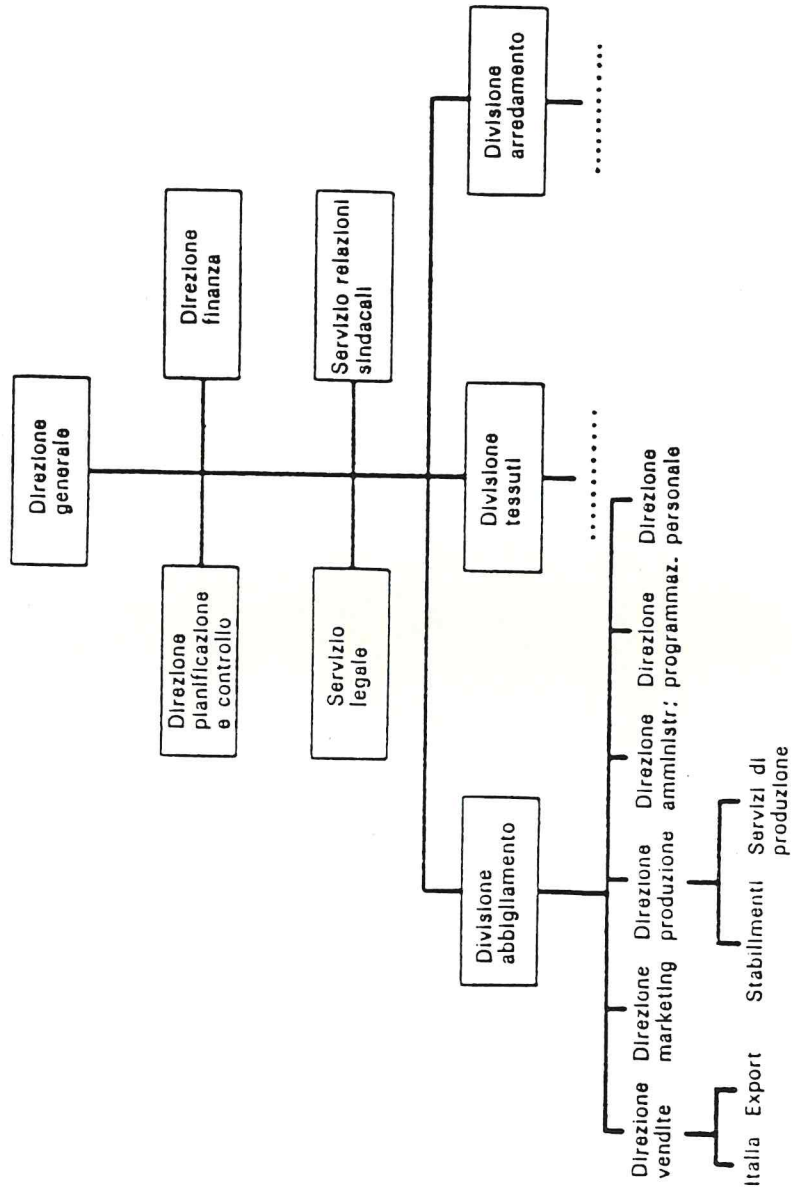 Direzione
generale
Direzione
pianificazione
e controllo
Direzione
finanza
Servizio
legale
Servizio relazioni
sindacali
Divisione
abbigliamento
Divisione
tessuti
Divisione
arredamento
Direzione
vendite
Direzione
marketing
Direzione
produzione
Direzione
amministr.
Direzione
programmaz.
Direzione
personale
Italia
Export
Stabilimenti
Servizi di
produzione